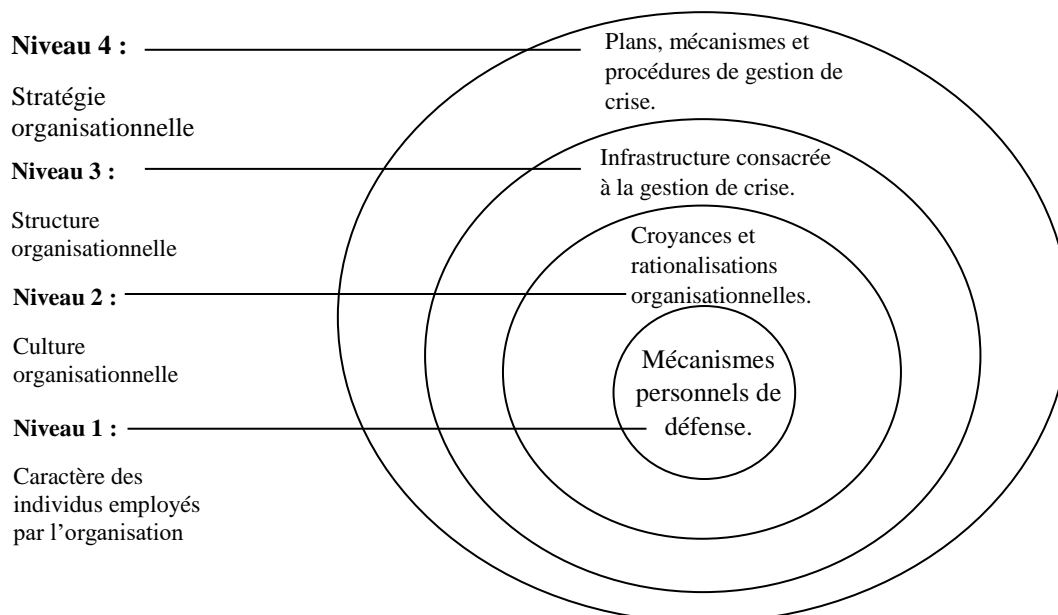 Niveau 4 :
Stratégie
organisationnelle
Niveau 3 :
Structure
organisationnelle
Niveau 2 :
Culture
organisationnelle
Niveau 1 :
Caractère des
individus employés
par l’organisation
Plans, mécanismes et
procédures de gestion de
crise.
Infrastructure consacrée
à la gestion de crise.
Croyances et
rationalisations
organisationnelles.
Mécanismes
personnels de
défense.